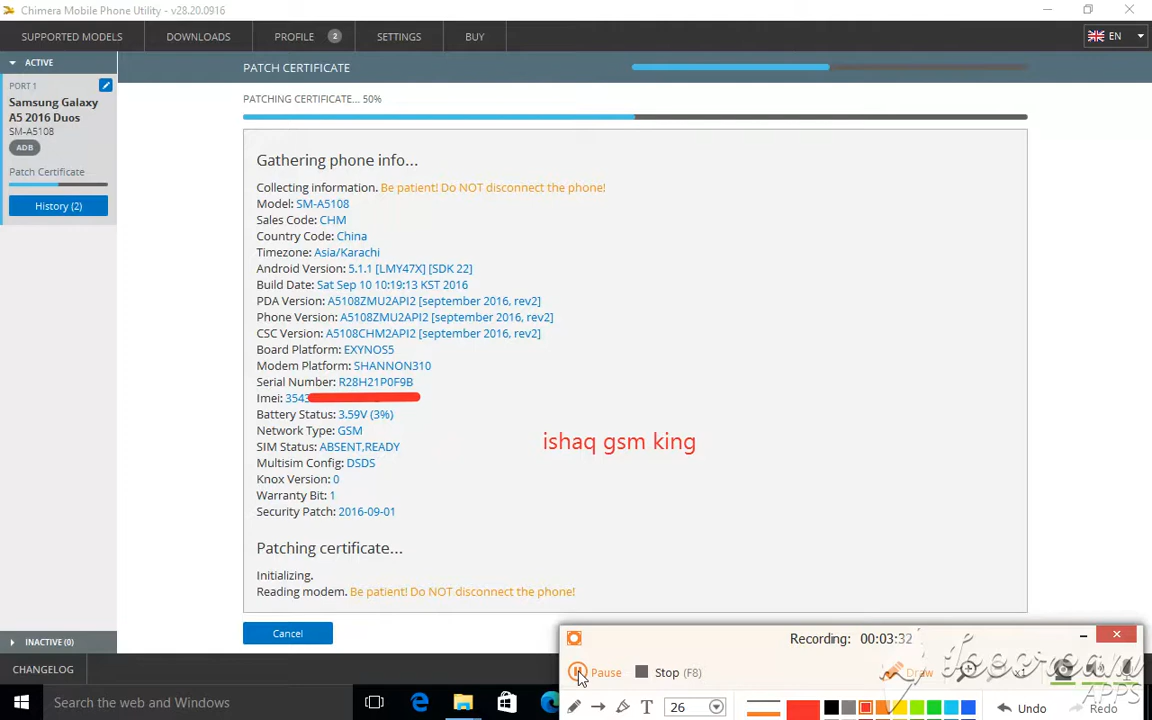 Chimera Mobile Phone Utility - v28.20.0916
SUPPORTED MODELS
DOWNLOADS
PROFILE 2
SETTINGS
BUY
EN
ACTIVE
PORT 1
Samsung Galaxy
A5 2016 Duos
SM-A5108
ADB
Patch Certificate
History (2)
PATCH CERTIFICATE
PATCHING CERTIFICATE... 50%
Gathering phone info...
Collecting information. Be patient! Do NOT disconnect the phone!
Model: SM-A5108
Sales Code: CHM
Country Code: China
Timezone: Asia/Karachi
Android Version: 5.1.1 [LMY47X] [SDK 22]
Build Date: Sat Sep 10 10:19:13 KST 2016
PDA Version: A5108ZMU2API2 [september 2016, rev2]
Phone Version: A5108ZMU2API2 [september 2016, rev2]
CSC Version: A5108CHM2API2 [september 2016, rev2]
Board Platform: EXYNOS5
Modem Platform: SHANNON310
Serial Number: R28H21P0F9B
Imei: 3543
Battery Status: 3.59V (3%)
Network Type: GSM
SIM Status: ABSENT,READY
Multisim Config: DSDS
Knox Version: 0
Warranty Bit: 1
Security Patch: 2016-09-01
ishaq gsm king
Patching certificate...
Initializing.
Reading modem. Be patient! Do NOT disconnect the phone!
Cancel
INACTIVE (0)
CHANGELOG
Recording: 00:03:32
Pause
Stop (F8)
Draw
26
Undo
Redo
APPS
Search the web and Windows